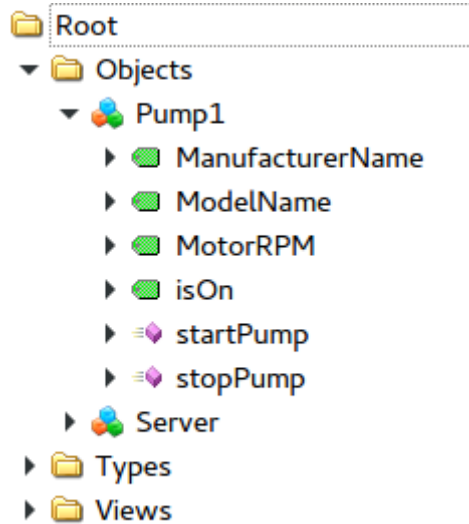 Root
Objects
Pump1
ManufacturerName
ModelName
MotorRPM
isOn
startPump
stopPump
Server
Types
Views